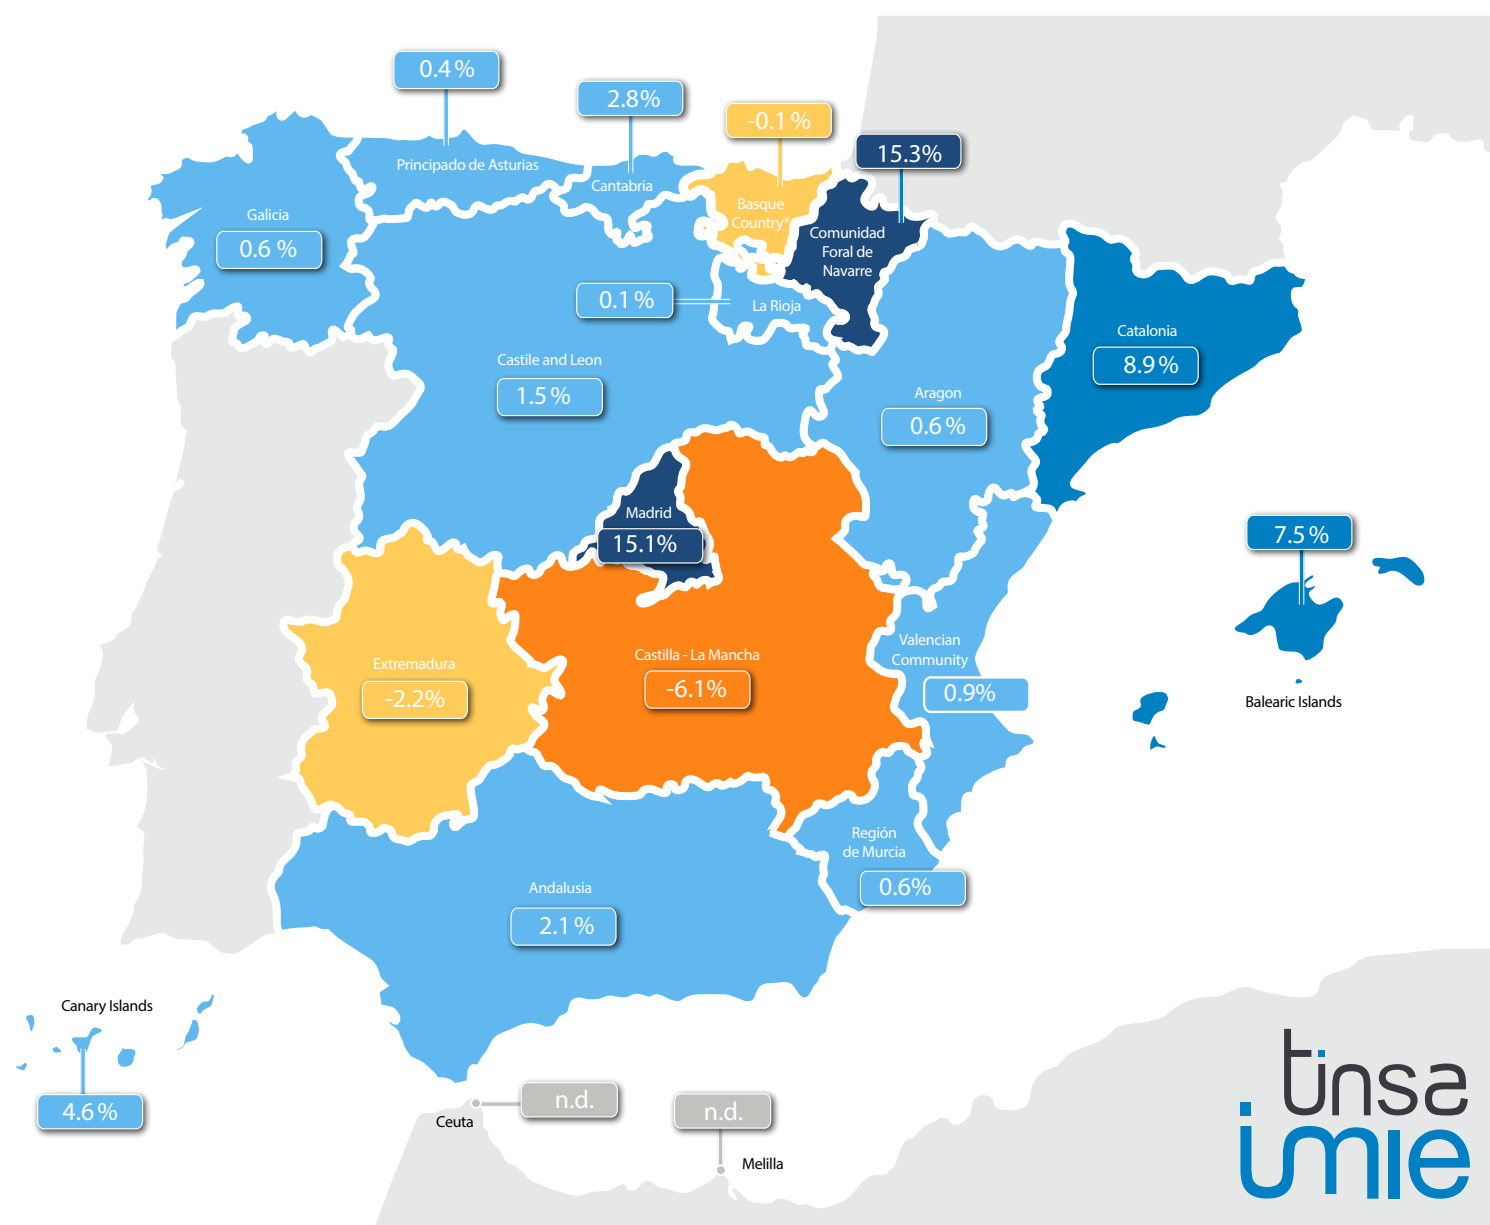 0.4 %
2.8%
-0.1 %
15.3%
Principado de Asturias
Cantabria
Basque
Country*
Galicia
0.6 %
Comunidad
Foral de
Navarre
0.1 %
La Rioja
Catalonia
8.9 %
Castile and Leon
1.5 %
Aragon
0.6 %
Madrid
15.1%
7.5 %
Balearic Islands
Extremadura
-2.2%
Castilla - La Mancha
-6.1%
Valencian
Community
0.9%
Región
de Murcia
0.6%
Andalusia
2.1 %
Canary Islands
4.6 %
Ceuta
n.d.
n.d.
Melilla
tinsa
imie